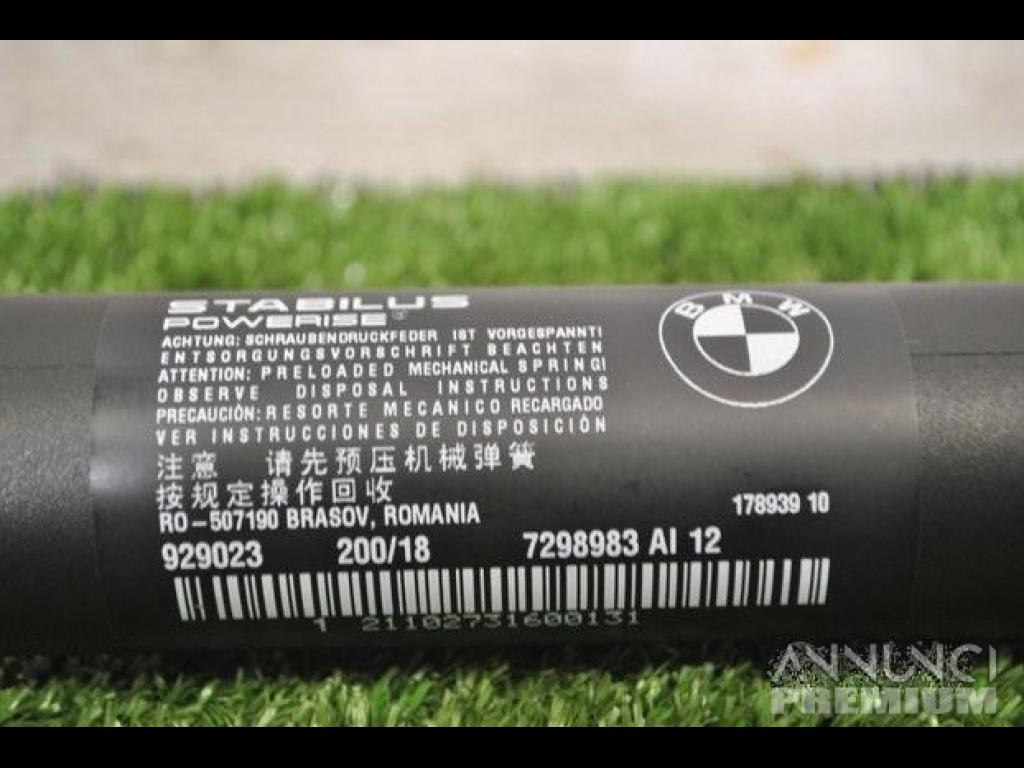 STABILUS
POWERISE®
ACHTUNG: SCHRAUBENDRUCKFEDER IST VORGESPANNT!
ENTSORGUNGSVORSCHRIFT BEACHTEN
ATTENTION: PRELOADED MECHANICAL SPRING!
OBSERVE DISPOSAL INSTRUCTIONS
PRECAUCIÓN: RESORTE MECANICO RECARGADO
VER INSTRUCCIONES DE DISPOSICIÓN
注意 请先预压机械弹簧
按规定操作回收
RO-507190 BRASOV, ROMANIA
178939 10
929023 200/18 7298983 AI 12
1 21102731600131
BMW
ANNUNCI
PREMIUM